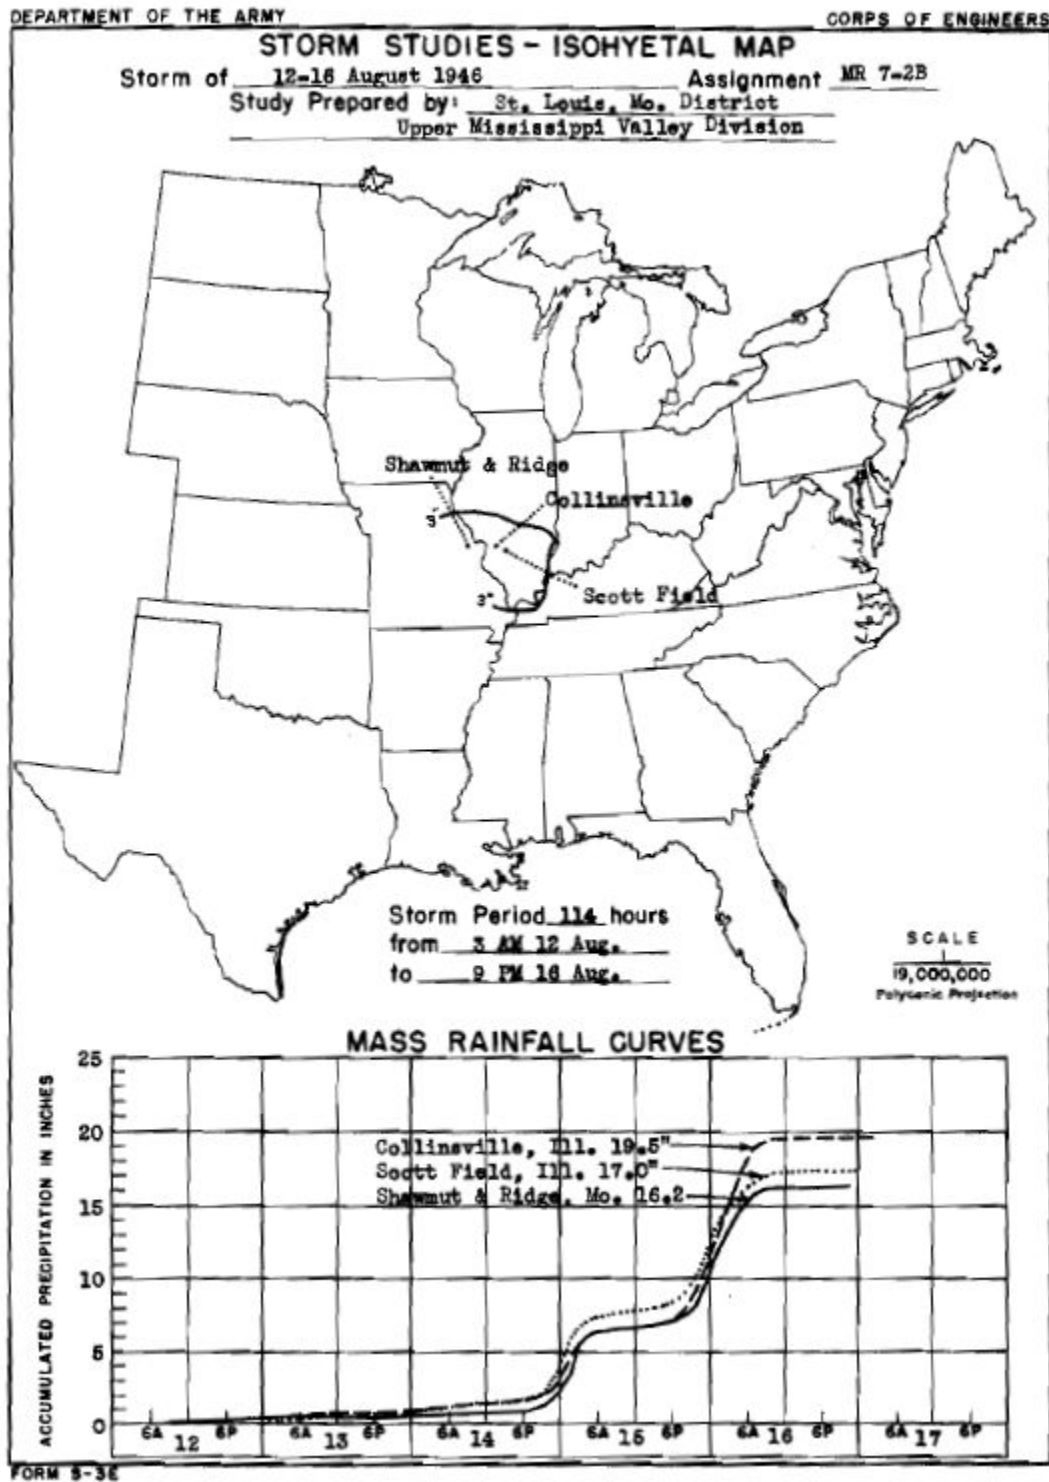 DEPARTMENT OF THE ARMY
CORPS OF ENGINEERS
STORM STUDIES - ISOHYETAL MAP
Storm of 12-16 August 1946 Assignment MR 7-2B
Study Prepared by: St. Louis, Mo. District
Upper Mississippi Valley Division
Shawmut & Ridge
Collinsville
3"
3"
Scott Field
Storm Period 114 hours
from 3 AM 12 Aug.
to 9 PM 16 Aug.
SCALE
1
19,000,000
Polyconic Projection
MASS RAINFALL CURVES
ACCUMULATED PRECIPITATION IN INCHES
25
20
15
10
5
0
Collinsville, Ill. 19.5"
Scott Field, Ill. 17.0"
Shawmut & Ridge, Mo. 16.2
6A 6P 6A 6P 6A 6P 6A 6P 6A 6P 6A 6P
12 13 14 15 16 17
FORM S-3E